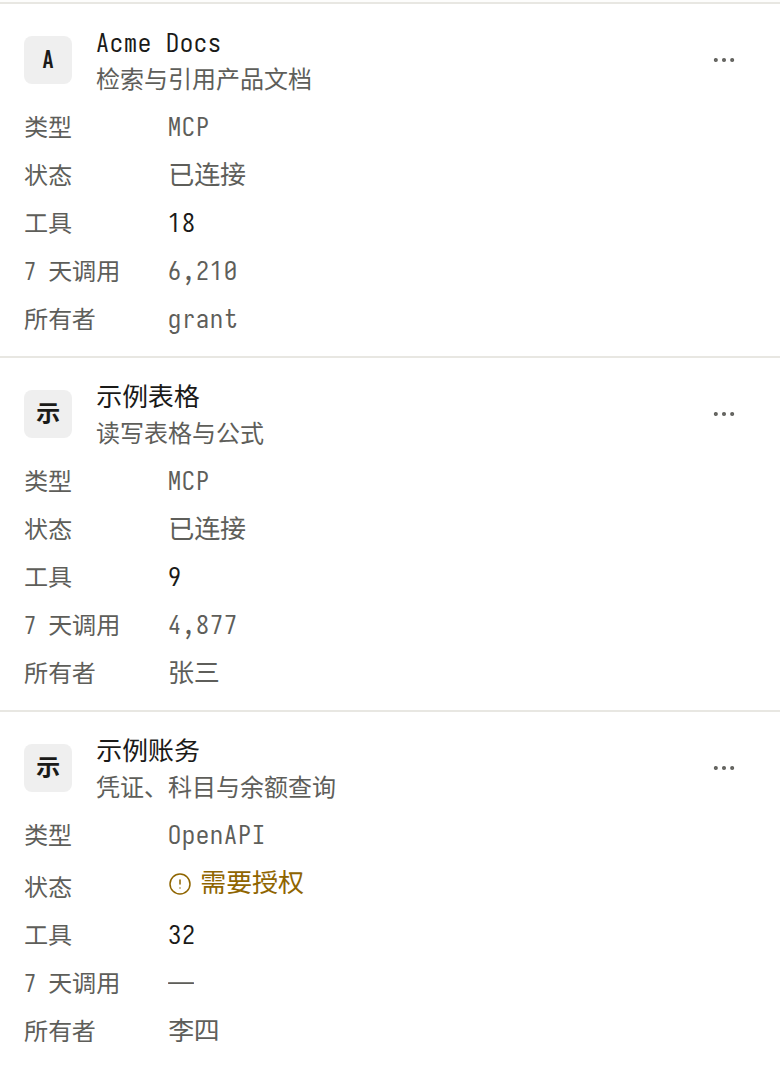 A
Acme Docs
检索与引用产品文档
类型 MCP
状态 已连接
工具 18
7 天调用 6,210
所有者 grant
示
示例表格
读写表格与公式
类型 MCP
状态 已连接
工具 9
7 天调用 4,877
所有者 张三
示
示例账务
凭证、科目与余额查询
类型 OpenAPI
状态 需要授权
工具 32
7 天调用 —
所有者 李四